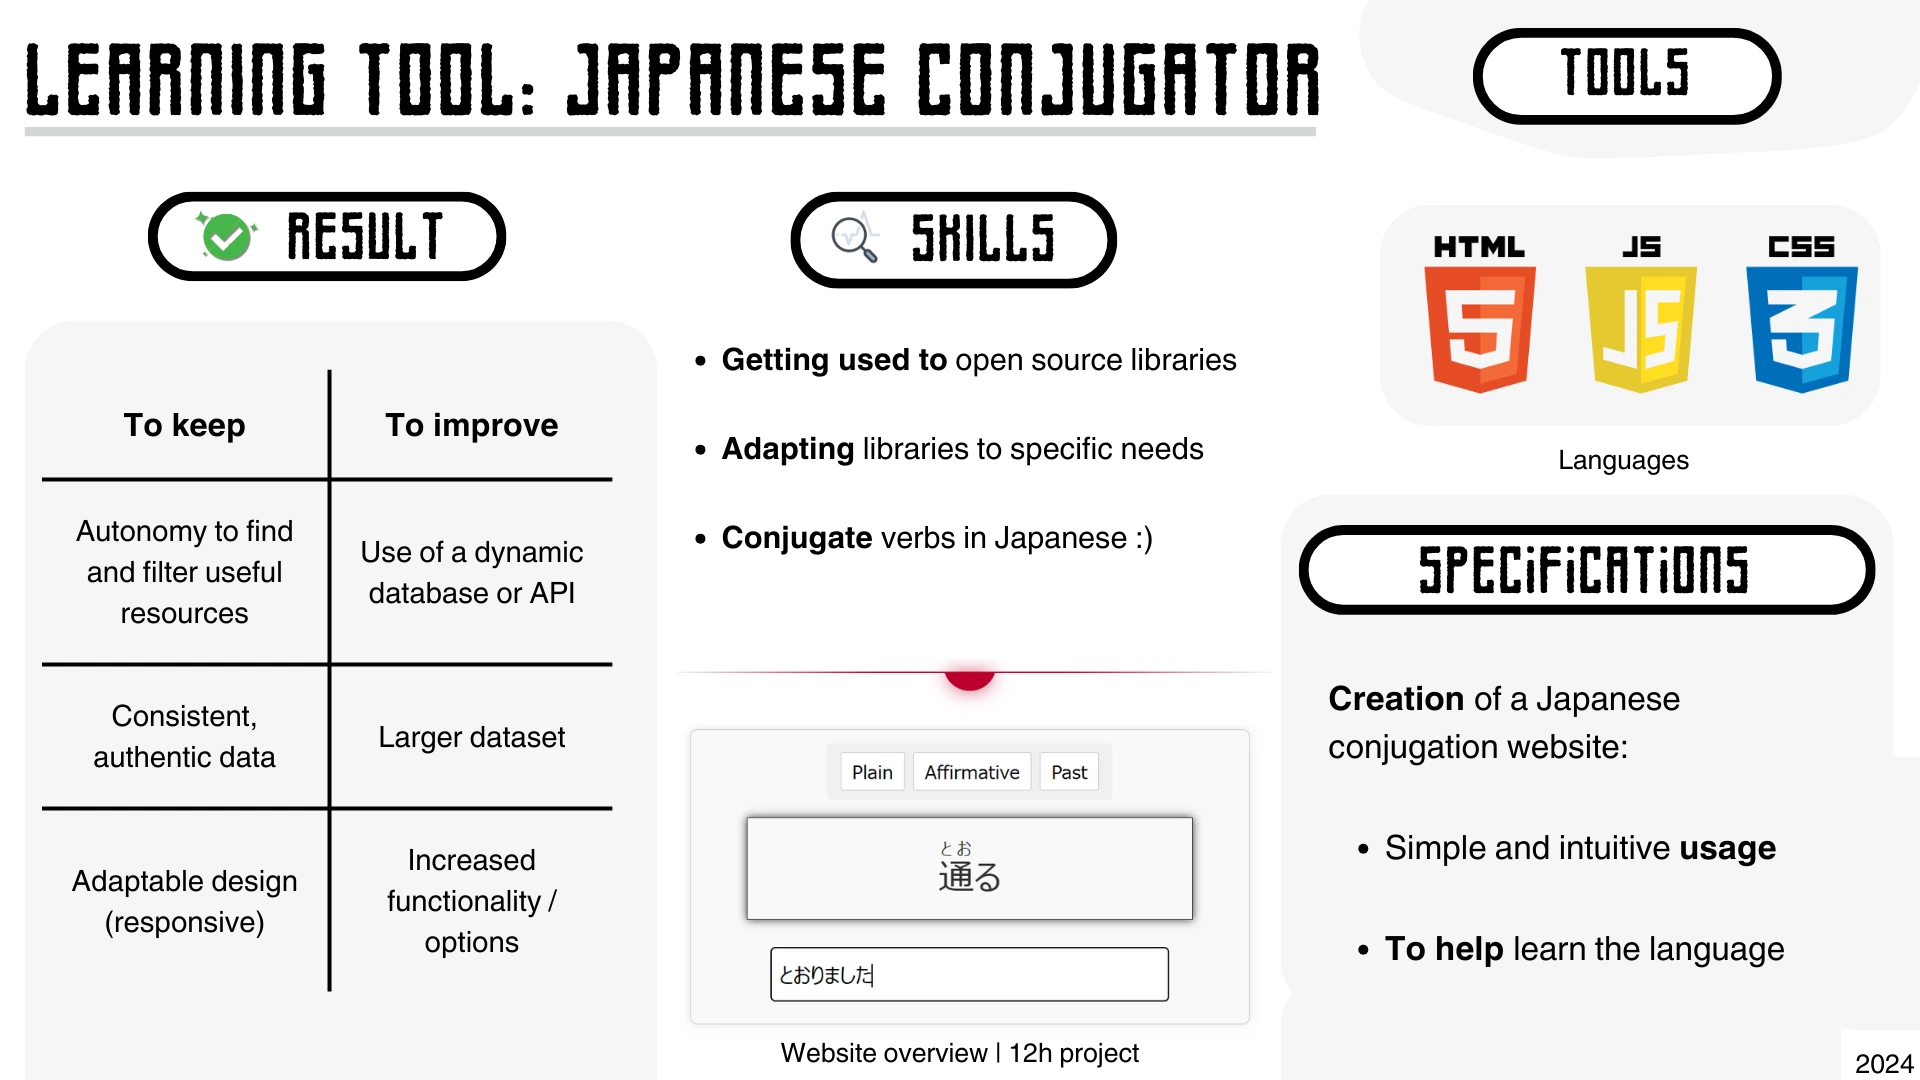 LEARNING TOOL: JAPANESE CONJUGATOR
TOOLS
RESULT
To keep
To improve
Autonomy to find
and filter useful
resources
Use of a dynamic
database or API
Consistent,
authentic data
Larger dataset
Adaptable design
(responsive)
Increased
functionality /
options
SKILLS
• Getting used to open source libraries
• Adapting libraries to specific needs
• Conjugate verbs in Japanese :)
Plain
Affirmative
Past
とお
通る
とおりました
Website overview | 12h project
HTML
JS
CSS
5
JS
3
Languages
SPECiFiCATiONS
Creation of a Japanese
conjugation website:
• Simple and intuitive usage
• To help learn the language
2024